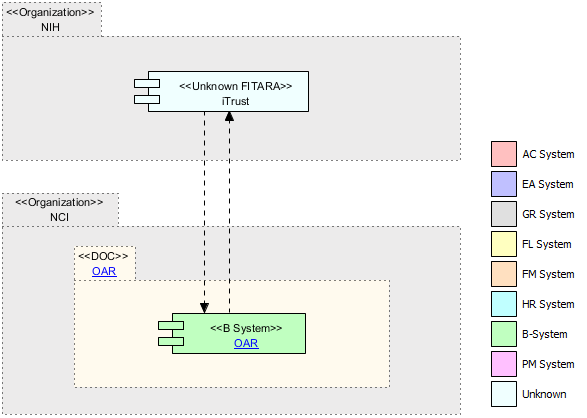 <<Organization>>
NIH
<<Unknown FITARA>>
iTrust
<<Organization>>
NCI
<<DOC>>
OAR
<<B System>>
OAR
AC System
EA System
GR System
FL System
FM System
HR System
B-System
PM System
Unknown